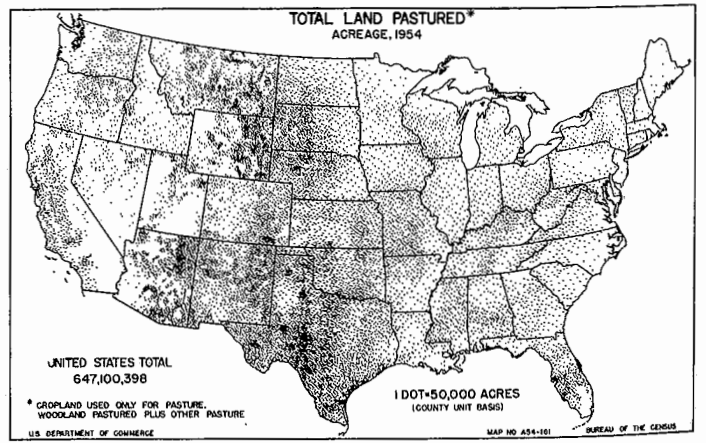 TOTAL LAND PASTURED*
ACREAGE, 1954
UNITED STATES TOTAL
647,100,398
* CROPLAND USED ONLY FOR PASTURE,
WOODLAND PASTURED PLUS OTHER PASTURE
1 DOT=50,000 ACRES
(COUNTY UNIT BASIS)
U.S. DEPARTMENT OF COMMERCE
MAP NO A54-101
BUREAU OF THE CENSUS